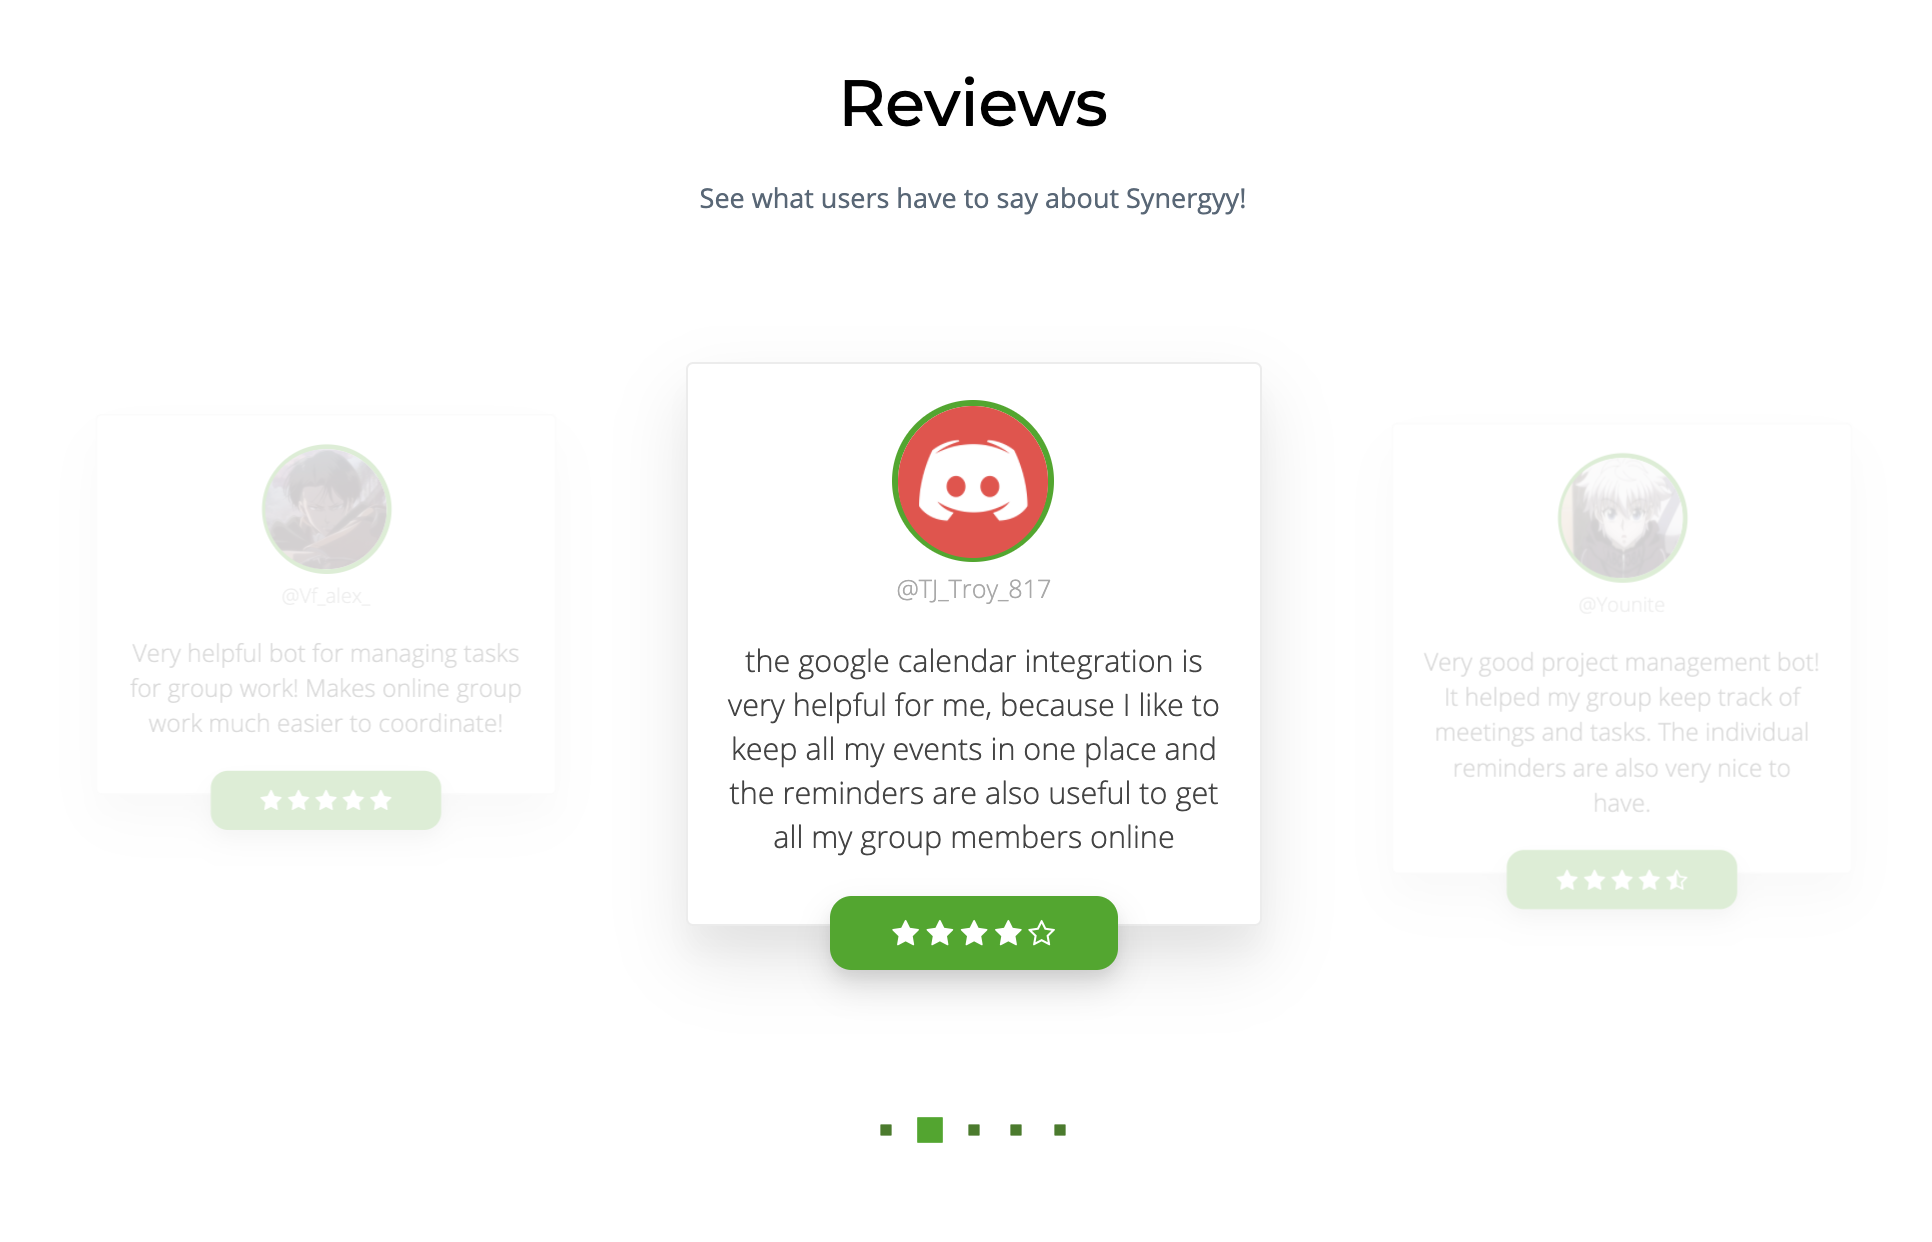 Reviews
See what users have to say about Synergyy!
@Vf_alex_
Very helpful bot for managing tasks
for group work! Makes online group
work much easier to coordinate!
@TJ_Troy_817
the google calendar integration is
very helpful for me, because I like to
keep all my events in one place and
the reminders are also useful to get
all my group members online
@Younite
Very good project management bot!
It helped my group keep track of
meetings and tasks. The individual
reminders are also very nice to
have.